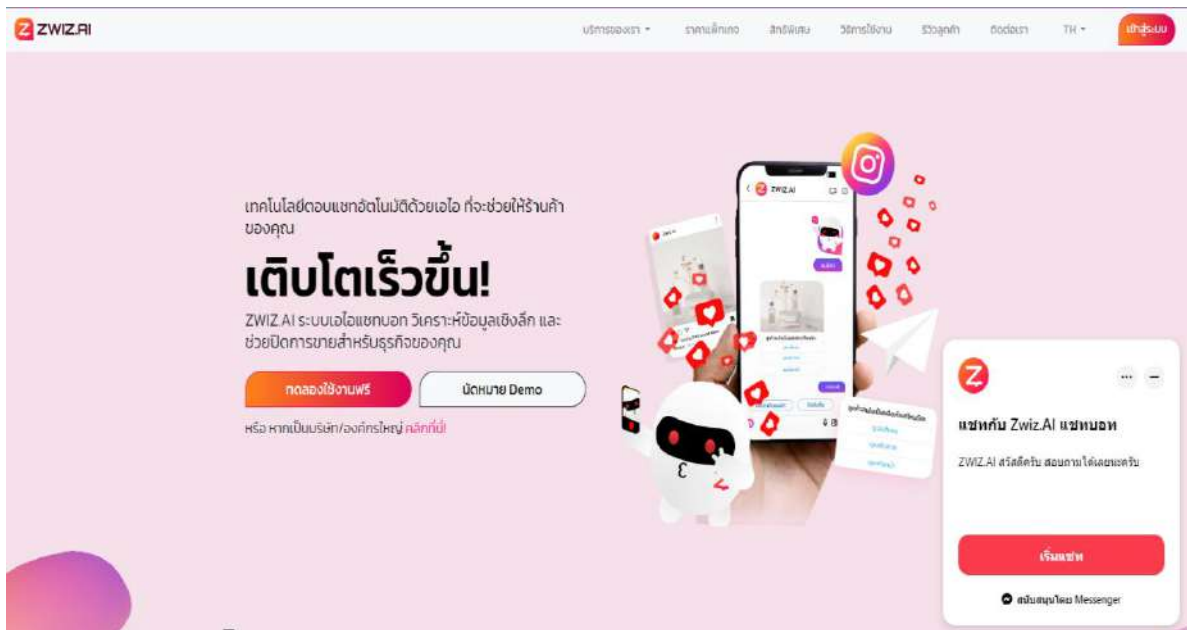 ZWIZ.AI
บริการของเรา
ราคาแพ็กเกจ
สิทธิพิเศษ
วิธีการใช้งาน
รีวิวลูกค้า
ติดต่อเรา
TH
เข้าสู่ระบบ
เทคโนโลยีตอบแชทอัตโนมัติด้วยเอไอ ที่จะช่วยให้ร้านค้า
ของคุณ
เติบโตเร็วขึ้น!
ZWIZ.AI ระบบเอไอแชทบอท วิเคราะห์ข้อมูลเชิงลึก และ
ช่วยปิดการขายสำหรับธุรกิจของคุณ
ทดลองใช้งานฟรี
นัดหมาย Demo
หรือ หากเป็นบริษัท/องค์กรใหญ่ คลิกที่นี่!
ZWIZ.AI
แชทกับ Zwiz.AI แชทบอท
ZWIZ.AI สวัสดีครับ สอบถามได้เลยนะครับ
เริ่มแชท
สนับสนุนโดย Messenger